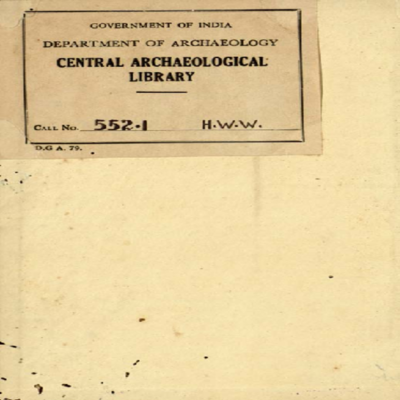 GOVERNMENT OF INDIA
DEPARTMENT OF ARCHAEOLOGY
CENTRAL ARCHAEOLOGICAL
LIBRARY
CALL No. 552.1 H.W.W.
D.G A. 79.